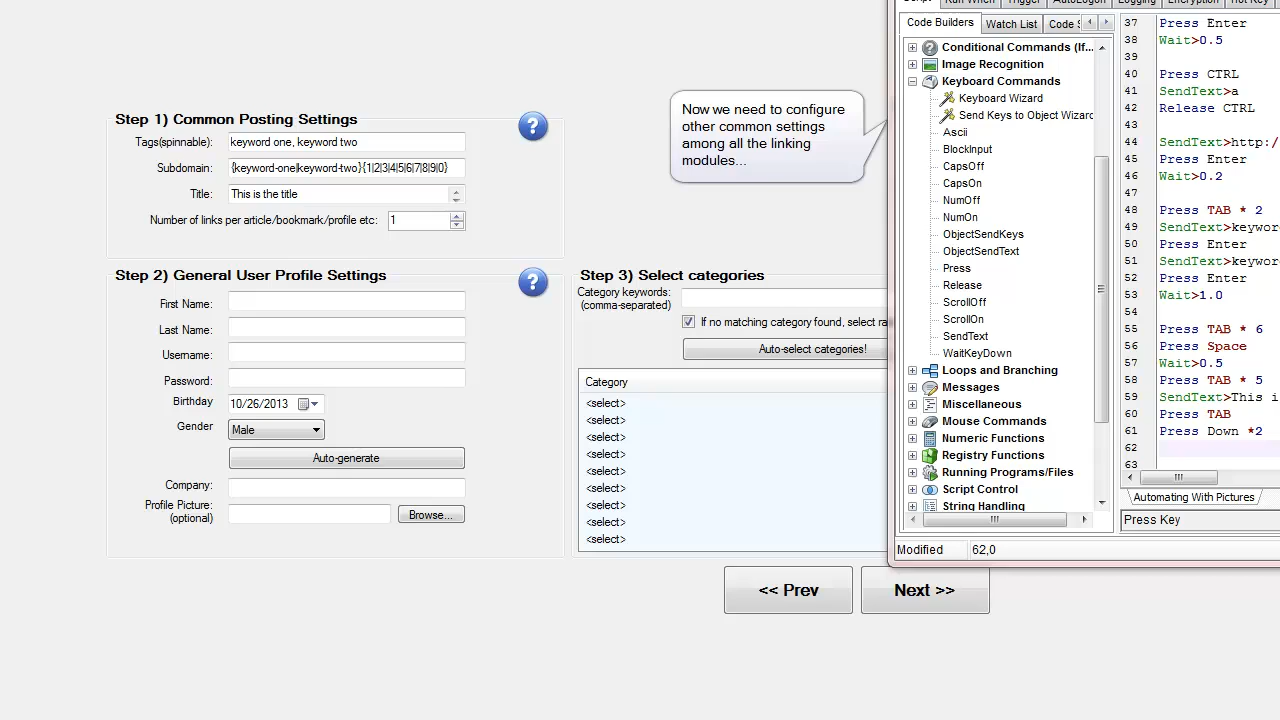 Step 1) Common Posting Settings
Tags(spinnable): keyword one, keyword two
Subdomain: {keyword-one|keyword-two}{1|2|3|4|5|6|7|8|9|0}
Title: This is the title
Number of links per article/bookmark/profile etc: 1
Now we need to configure
other common settings
among all the linking
modules...
Step 2) General User Profile Settings
First Name:
Last Name:
Username:
Password:
Birthday 10/26/2013
Gender Male
Auto-generate
Company:
Profile Picture:
(optional)
Browse...
Step 3) Select categories
Category keywords:
(comma-separated)
If no matching category found, select ra
Auto-select categories!
Category
<select>
<select>
<select>
<select>
<select>
<select>
<select>
<select>
<select>
<< Prev
Next >>
Script Run When Trigger AutoLogon Logging Encryption Hot Key
Code Builders Watch List Code S
Conditional Commands (If...
Image Recognition
Keyboard Commands
Keyboard Wizard
Send Keys to Object Wizard
Ascii
BlockInput
CapsOff
CapsOn
NumOff
NumOn
ObjectSendKeys
ObjectSendText
Press
Release
ScrollOff
ScrollOn
SendText
WaitKeyDown
Loops and Branching
Messages
Miscellaneous
Mouse Commands
Numeric Functions
Registry Functions
Running Programs/Files
Script Control
String Handling
37 Press Enter
38 Wait>0.5
39
40 Press CTRL
41 SendText>a
42 Release CTRL
43
44 SendText>http:/
45 Press Enter
46 Wait>0.2
47
48 Press TAB * 2
49 SendText>keyword
50 Press Enter
51 SendText>keywor
52 Press Enter
53 Wait>1.0
54
55 Press TAB * 6
56 Press Space
57 Wait>0.5
58 Press TAB * 5
59 SendText>This i
60 Press TAB
61 Press Down *2
62
63
Automating With Pictures
Press Key
Modified 62,0